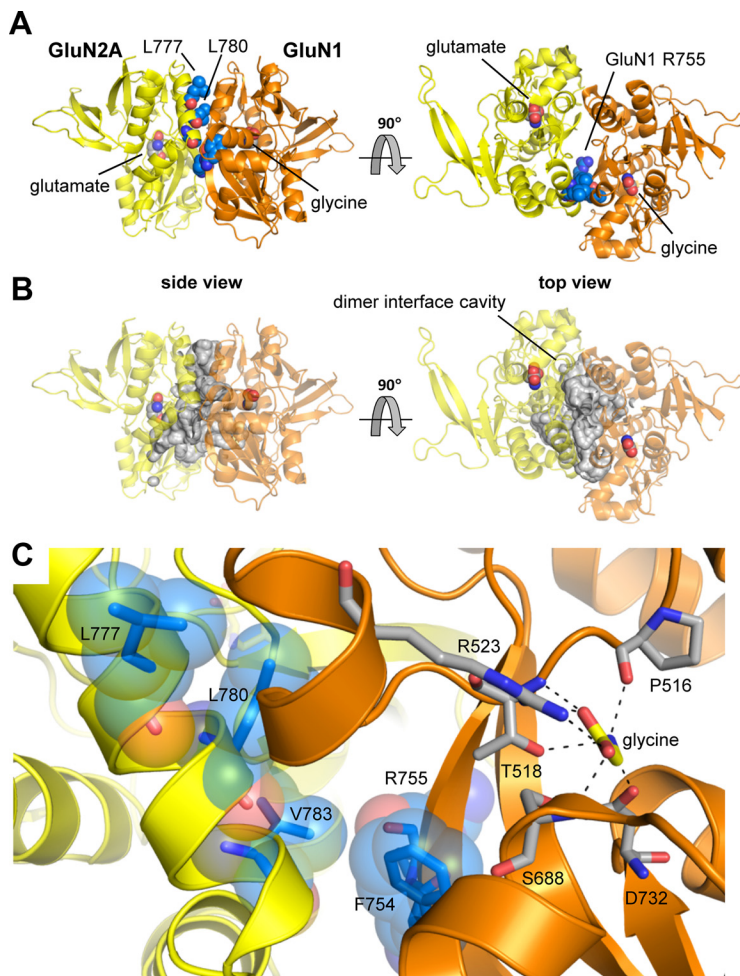 A
GluN2A
L777
L780
GluN1
glutamate
glycine
90°
glutamate
GluN1 R755
glycine
B
side view
top view
dimer interface cavity
90°
C
L777
L780
V783
R523
P516
glycine
T518
R755
F754
S688
D732